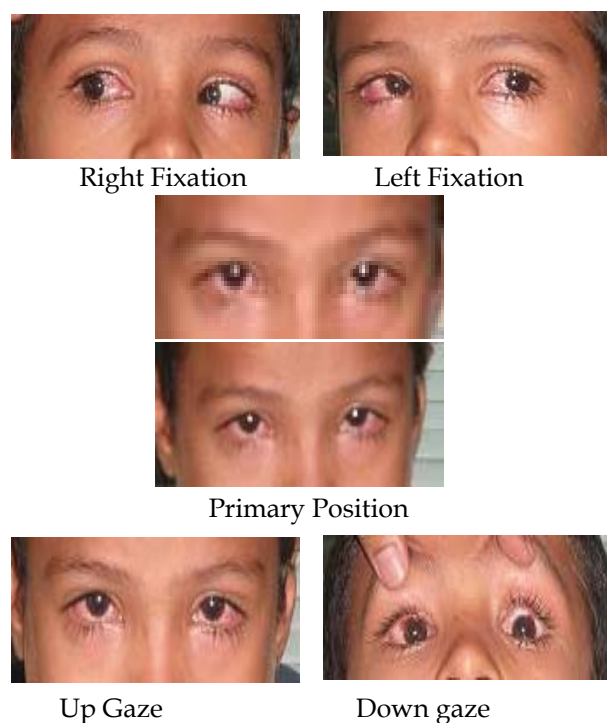 Right Fixation
Left Fixation
Primary Position
Up Gaze
Down gaze